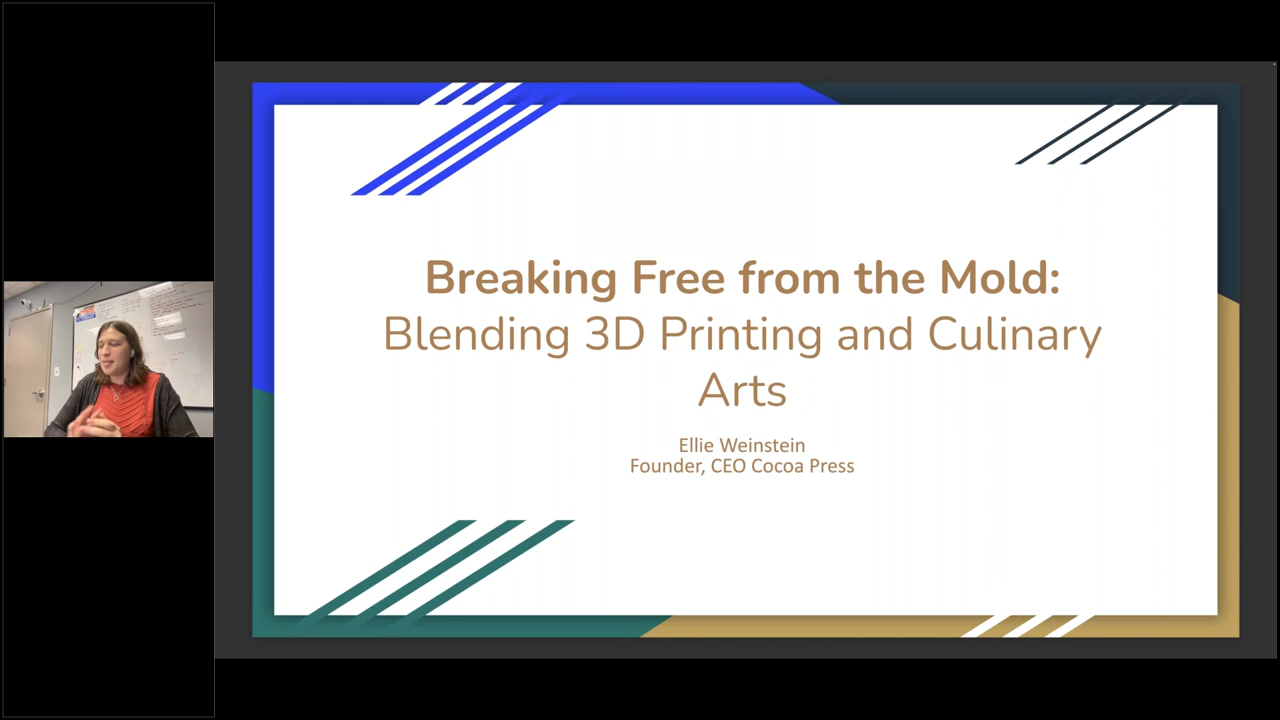 Breaking Free from the Mold:
Blending 3D Printing and Culinary
Arts
Ellie Weinstein
Founder, CEO Cocoa Press